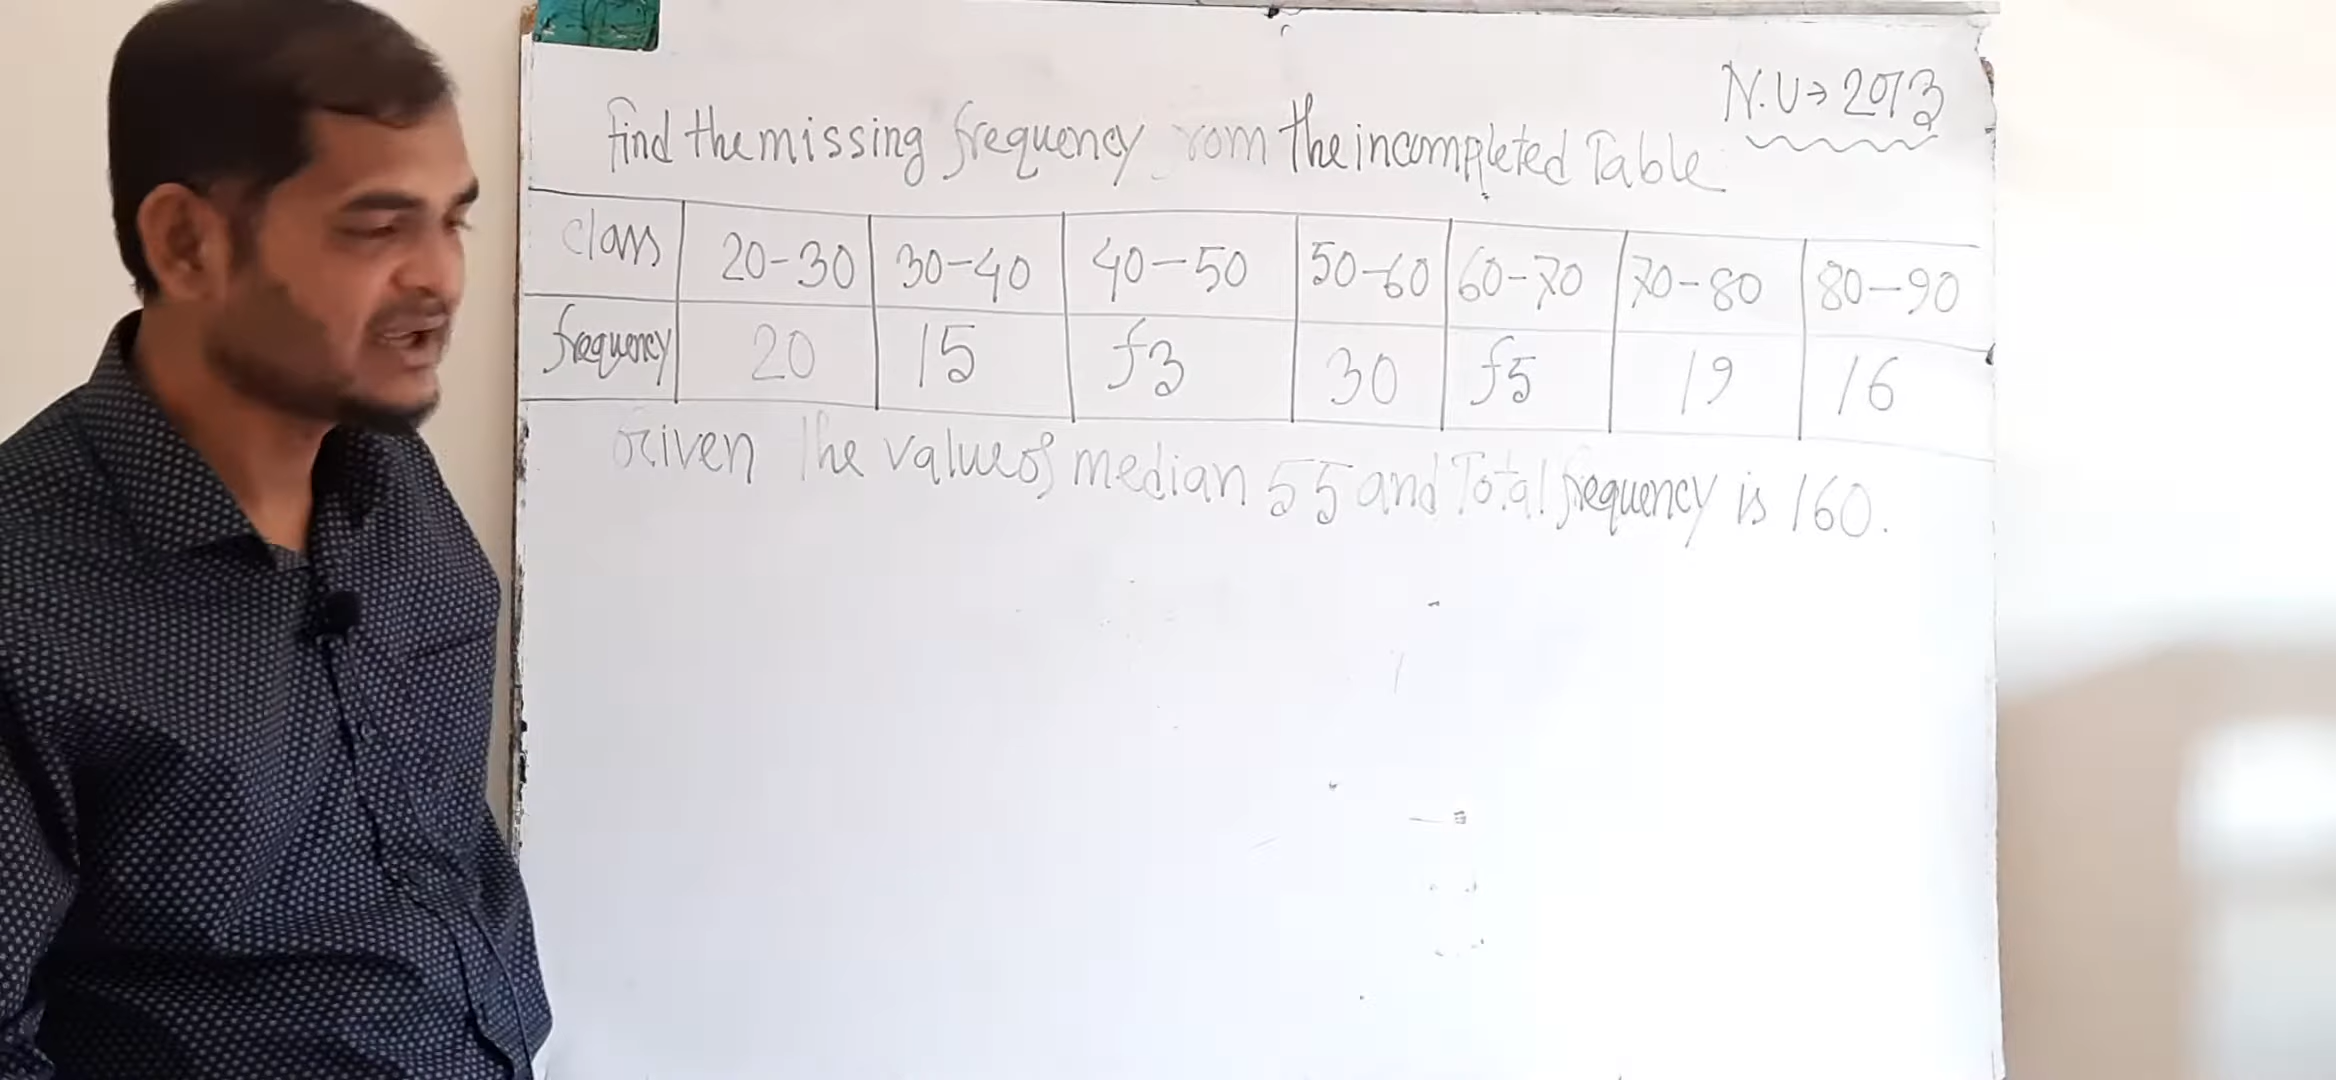 N.U→2013
find the missing frequency rom the incompleted Table
class 20-30 30-40 40-50 50-60 60-70 70-80 80-90
frequency 20 15 f3 30 f5 19 16
Given the value of median 55 and Total frequency is 160.